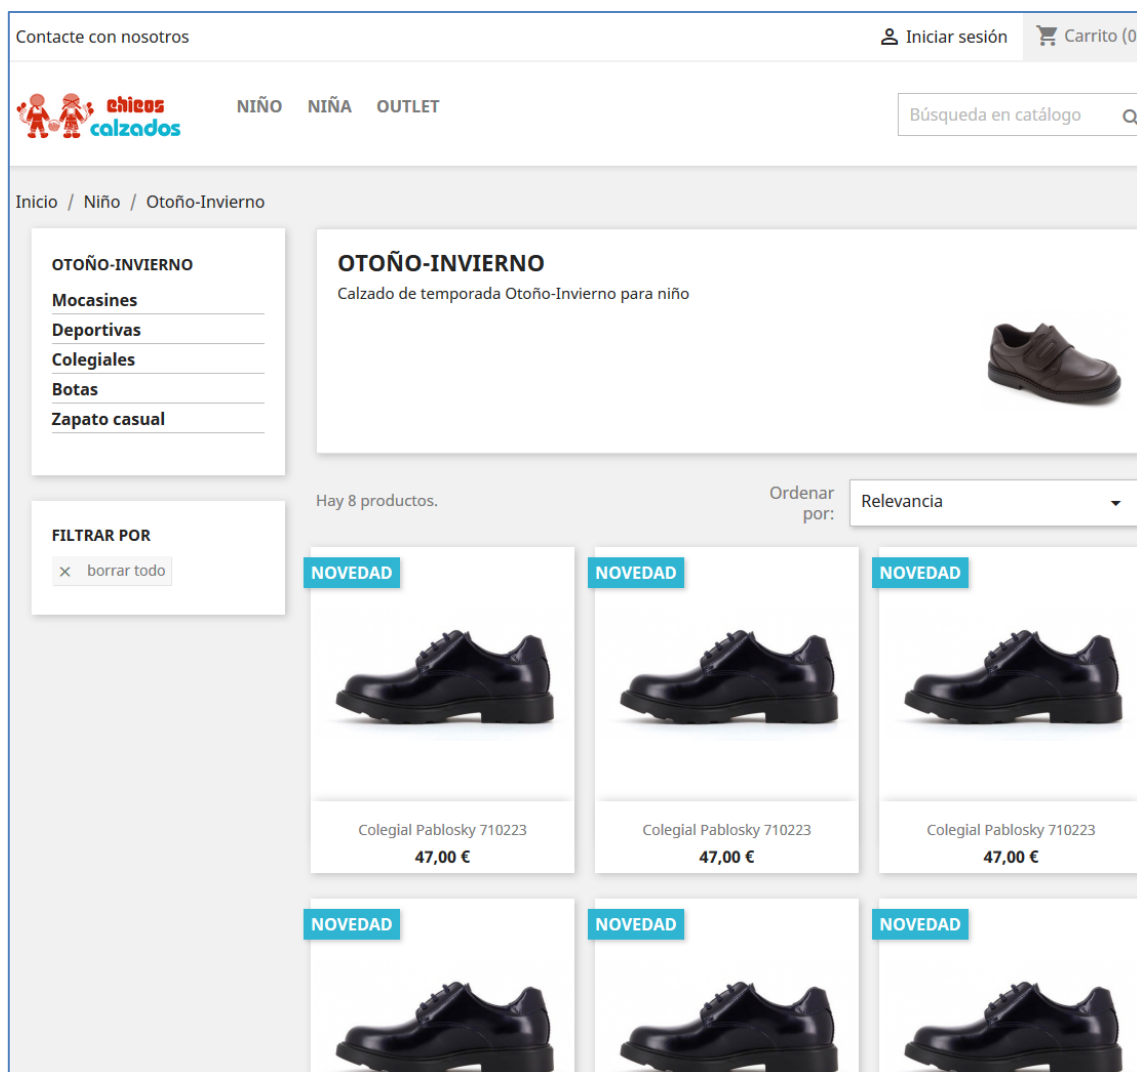 Contacte con nosotros
Iniciar sesión
Carrito (0
chicos
calzados
NIÑO NIÑA OUTLET
Búsqueda en catálogo
Inicio / Niño / Otoño-Invierno
OTOÑO-INVIERNO
Mocasines
Deportivas
Colegiales
Botas
Zapato casual
FILTRAR POR
× borrar todo
OTOÑO-INVIERNO
Calzado de temporada Otoño-Invierno para niño
Hay 8 productos.
Ordenar
por:
Relevancia
NOVEDAD NOVEDAD NOVEDAD
Colegial Pablosky 710223 Colegial Pablosky 710223 Colegial Pablosky 710223
47,00 € 47,00 € 47,00 €
NOVEDAD NOVEDAD NOVEDAD